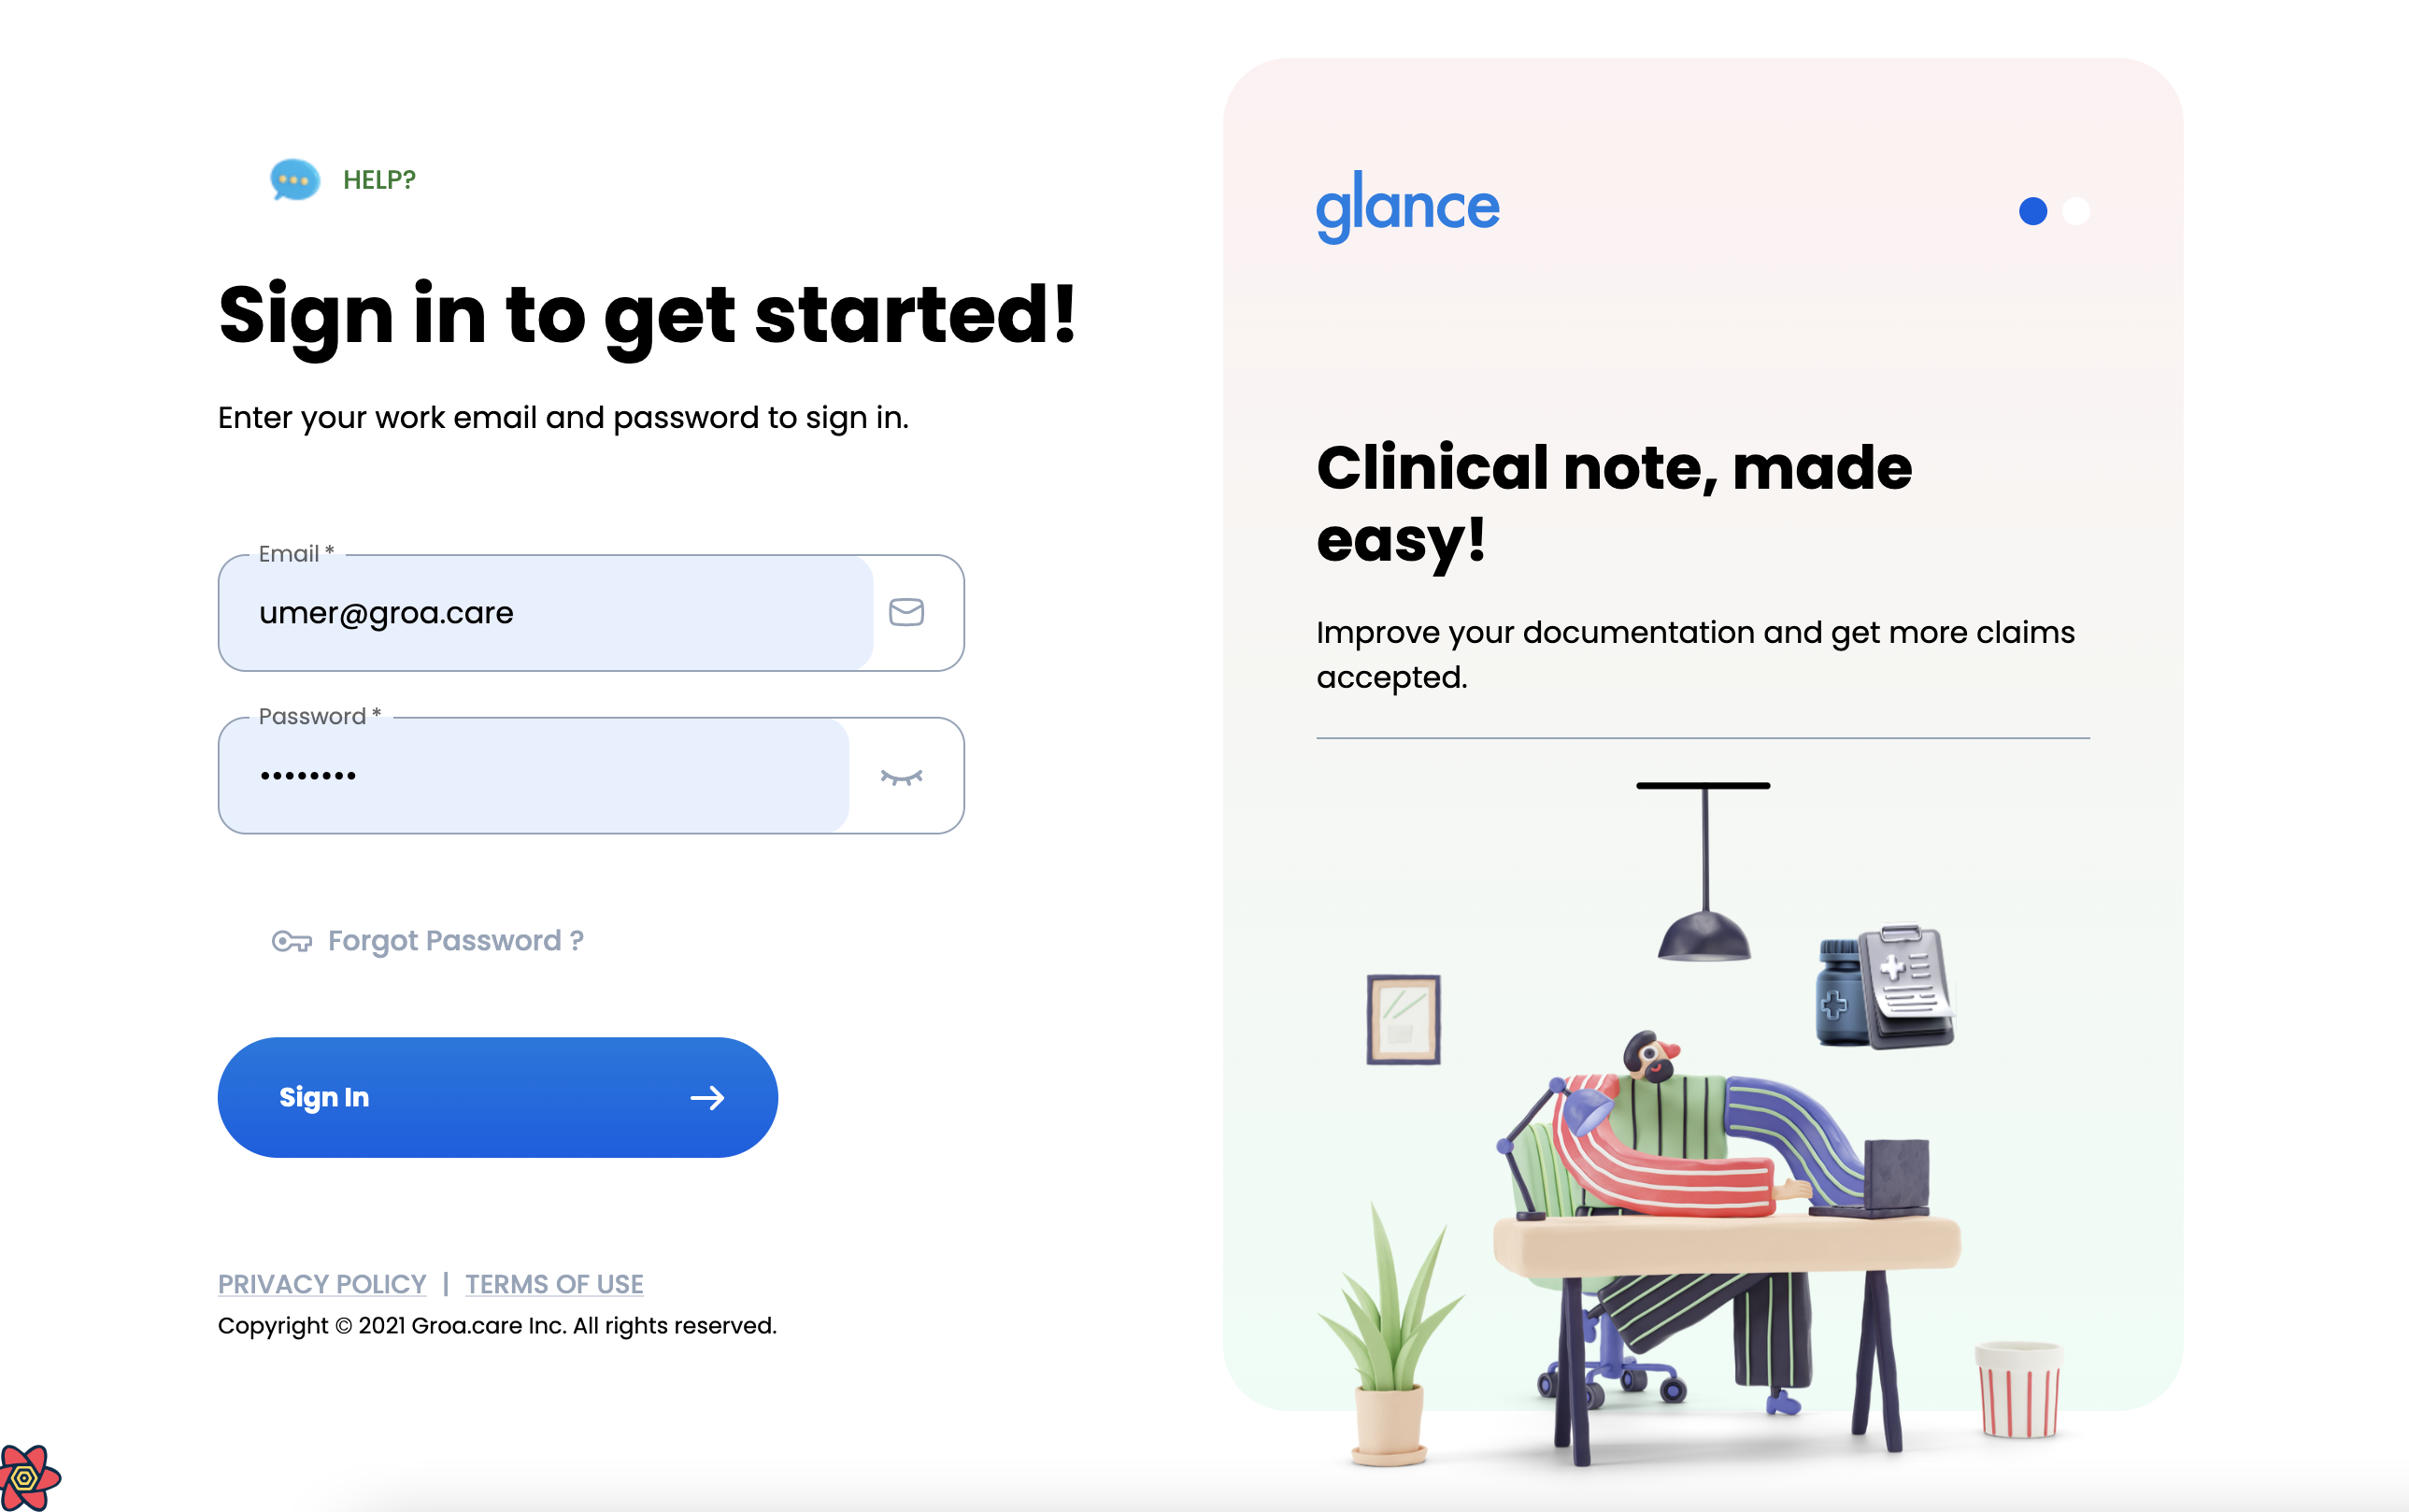 HELP?
Sign in to get started!
Enter your work email and password to sign in.
Email *
umer@groa.care
Password *
••••••••
Forgot Password ?
Sign In
PRIVACY POLICY | TERMS OF USE
Copyright © 2021 Groa.care Inc. All rights reserved.
glance
Clinical note, made
easy!
Improve your documentation and get more claims
accepted.